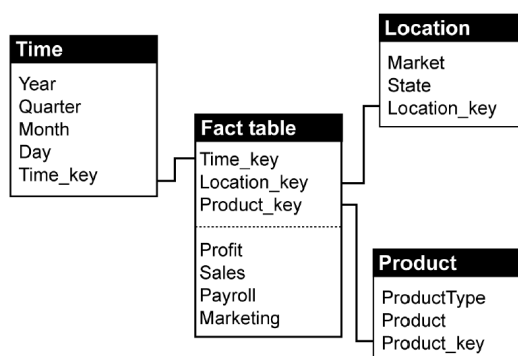 Time
Year
Quarter
Month
Day
Time_key
Fact table
Time_key
Location_key
Product_key
Profit
Sales
Payroll
Marketing
Location
Market
State
Location_key
Product
ProductType
Product
Product_key